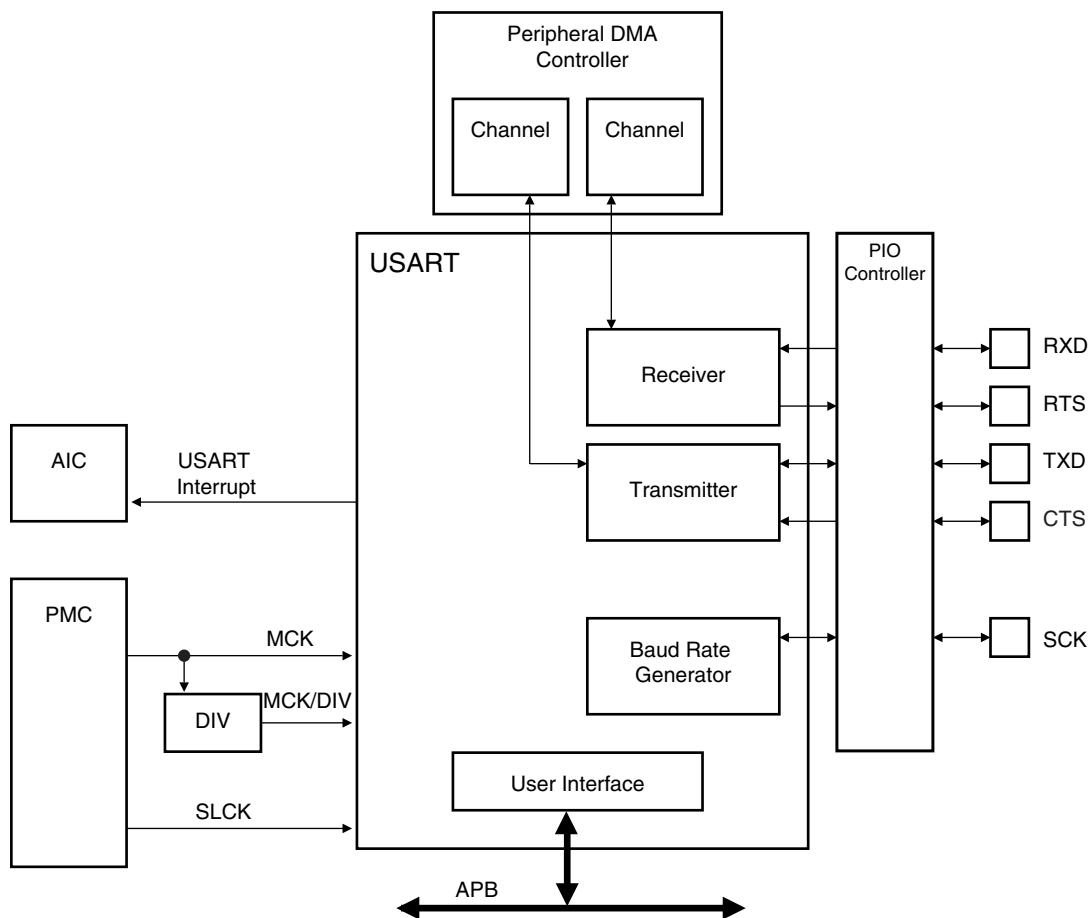 Peripheral DMA
Controller
Channel
Channel
USART
PIO
Controller
Receiver
RXD
RTS
AIC
USART
Interrupt
Transmitter
TXD
CTS
PMC
MCK
Baud Rate
Generator
SCK
DIV
MCK/DIV
User Interface
SLCK
APB